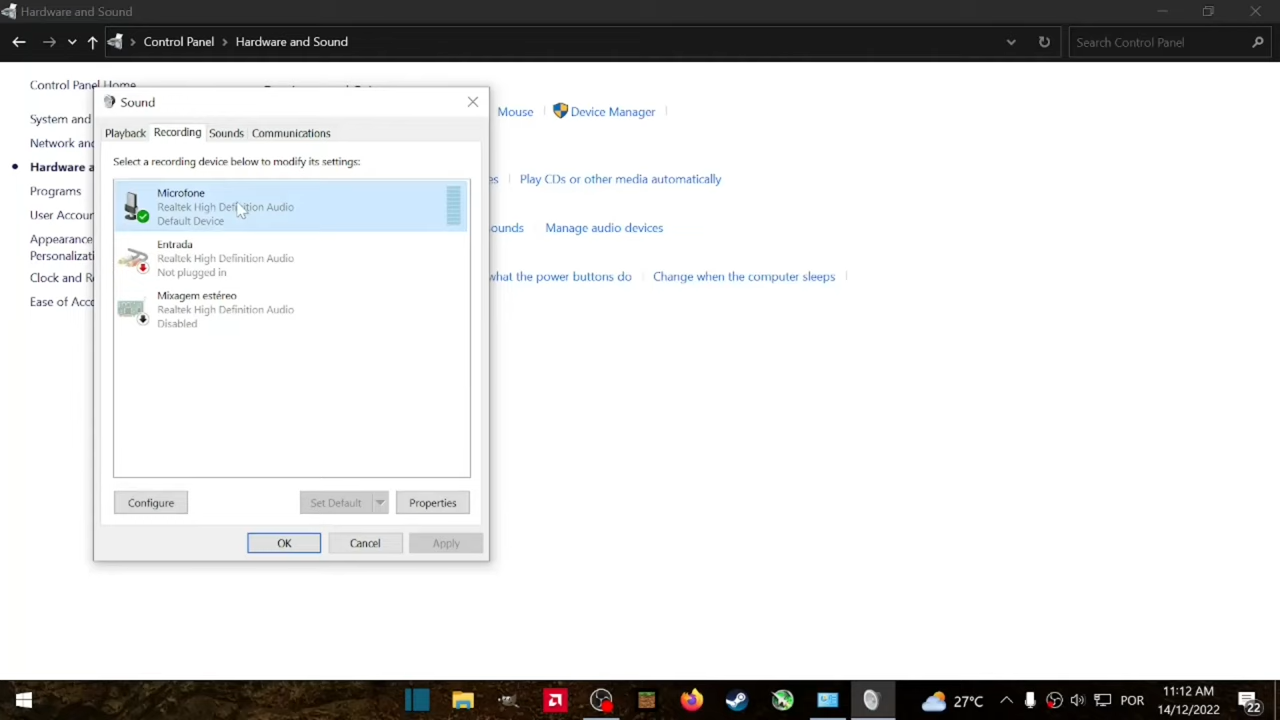 Hardware and Sound
Control Panel
Hardware and Sound
Search Control Panel
Control Panel Home
System and
Network and
Hardware a
Programs
User Accour
Appearance
Personalizati
Clock and Re
Ease of Acce
Mouse
Device Manager
Play CDs or other media automatically
ounds
Manage audio devices
what the power buttons do
Change when the computer sleeps
Sound
Playback
Recording
Sounds
Communications
Select a recording device below to modify its settings:
Microfone
Realtek High Definition Audio
Default Device
Entrada
Realtek High Definition Audio
Not plugged in
Mixagem estéreo
Realtek High Definition Audio
Disabled
Configure
Set Default
Properties
OK
Cancel
Apply
27°C
POR
11:12 AM
14/12/2022
22